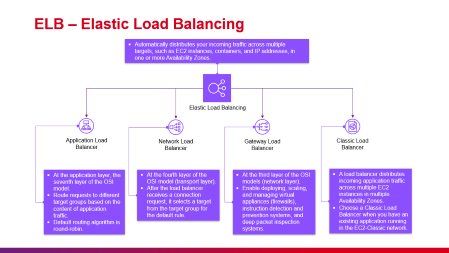 ELB – Elastic Load Balancing
• Automatically distributes your incoming traffic across multiple
targets, such as EC2 instances, containers, and IP addresses, in
one or more Availability Zones.
Elastic Load Balancing
Application Load
Balancer
• At the application layer, the
seventh layer of the OSI
model.
• Route requests to different
target groups based on the
content of application
traffic.
• Default routing algorithm is
round-robin.
Network Load
Balancer
• At the fourth layer of the
OSI model (transport layer).
• After the load balancer
receives a connection
request, it selects a target
from the target group for
the default rule.
Gateway Load
Balancer
• At the third layer of the OSI
models (network layer).
• Enable deploying, scaling,
and managing virtual
appliances (firewalls),
instruction detection and
prevention systems, and
deep packet inspection
systems.
Classic Load
Balancer
• A load balancer distributes
incoming application traffic
across multiple EC2
instances in multiple
Availability Zones.
• Choose a Classic Load
Balancer when you have an
existing application running
in the EC2-Classic network.